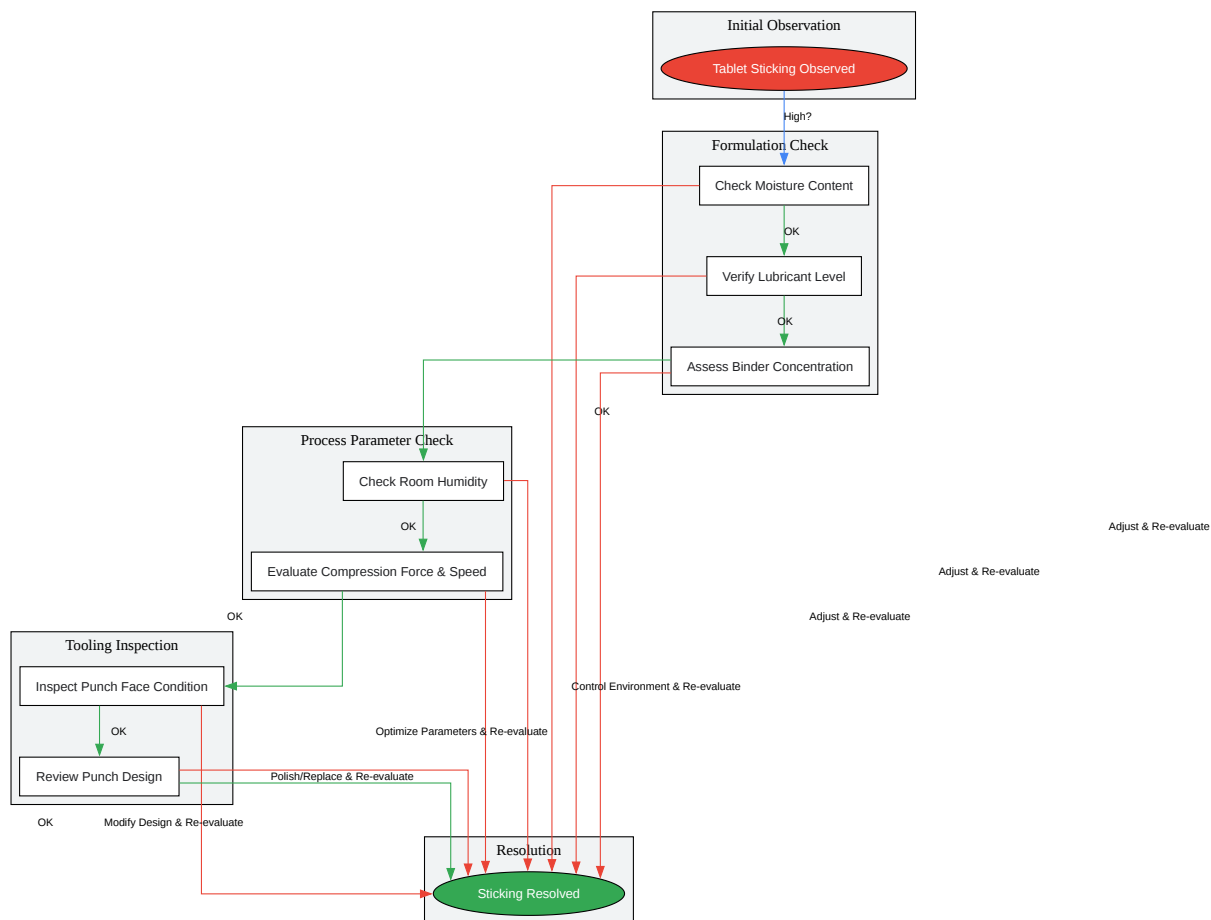 Initial Observation
Tablet Sticking Observed
High?
Formulation Check
Check Moisture Content
OK
Verify Lubricant Level
OK
Assess Binder Concentration
OK
Process Parameter Check
Check Room Humidity
OK
Adjust & Re-evaluate
Evaluate Compression Force & Speed
Adjust & Re-evaluate
OK
Adjust & Re-evaluate
Tooling Inspection
Inspect Punch Face Condition
Control Environment & Re-evaluate
OK
Optimize Parameters & Re-evaluate
Review Punch Design
Polish/Replace & Re-evaluate
OK
Modify Design & Re-evaluate
Resolution
Sticking Resolved